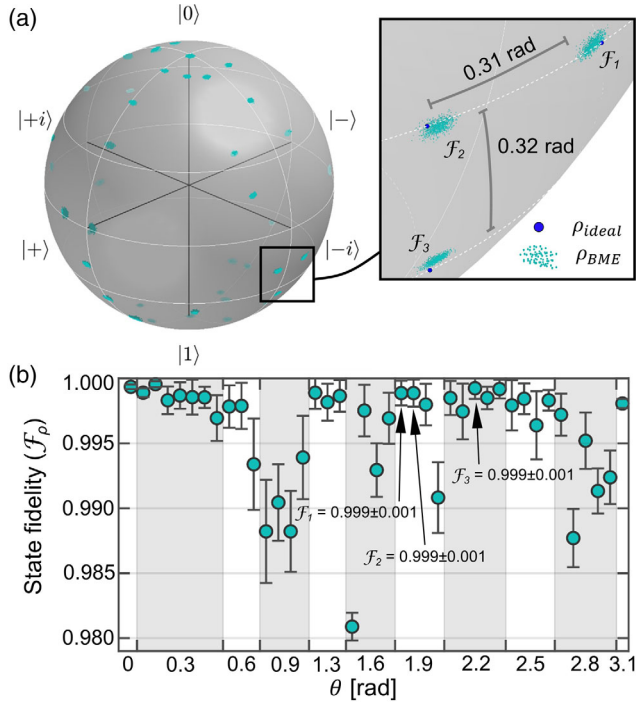 (a)
|0⟩
|+i⟩
|−⟩
|+⟩
|−i⟩
|1⟩
0.31 rad
ℱ1
ℱ2
0.32 rad
ℱ3
ρideal
ρBME
(b)
State fidelity (ℱρ)
1.000
0.995
0.990
0.985
0.980
ℱ1 = 0.999±0.001
ℱ2 = 0.999±0.001
ℱ3 = 0.999±0.001
0 0.3 0.6 0.9 1.3 1.6 1.9 2.2 2.5 2.8 3.1
θ [rad]